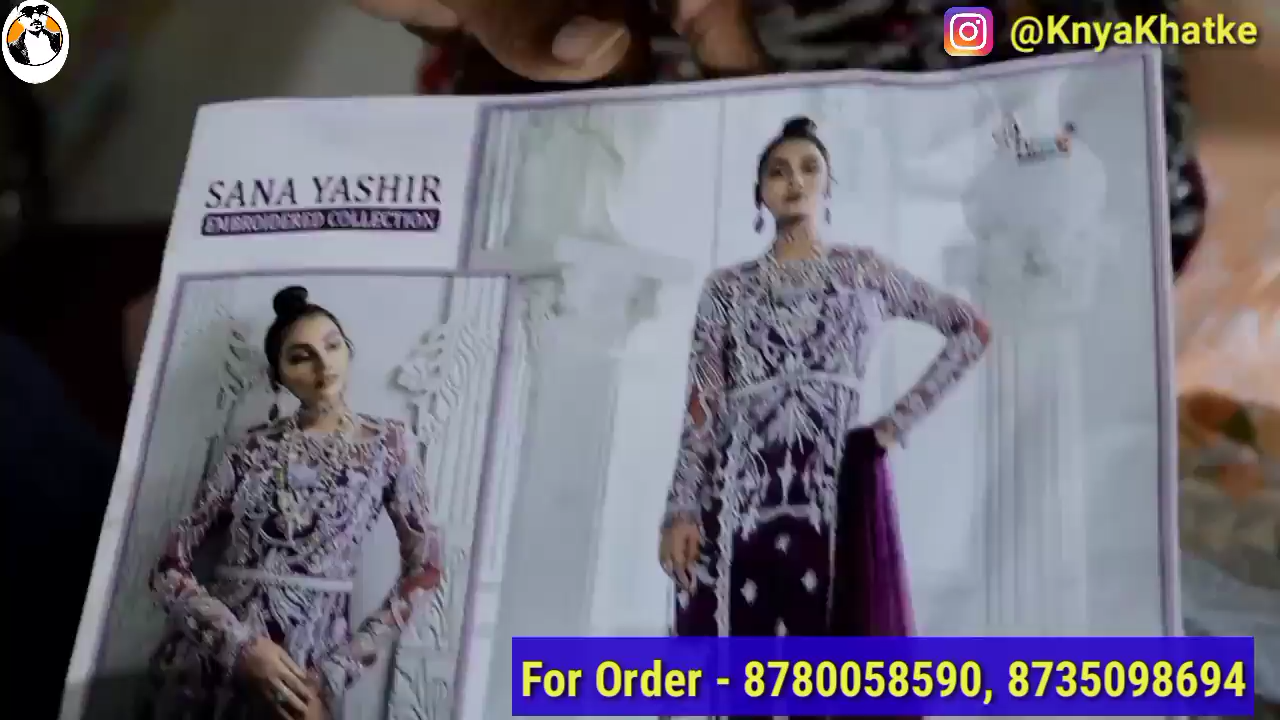 @KnyaKhatke
SANA YASHIR
EMBROIDERED COLLECTION
For Order - 8780058590, 8735098694